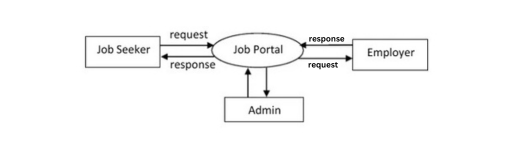 request
response
Job Seeker
Job Portal
Employer
response
request
Admin